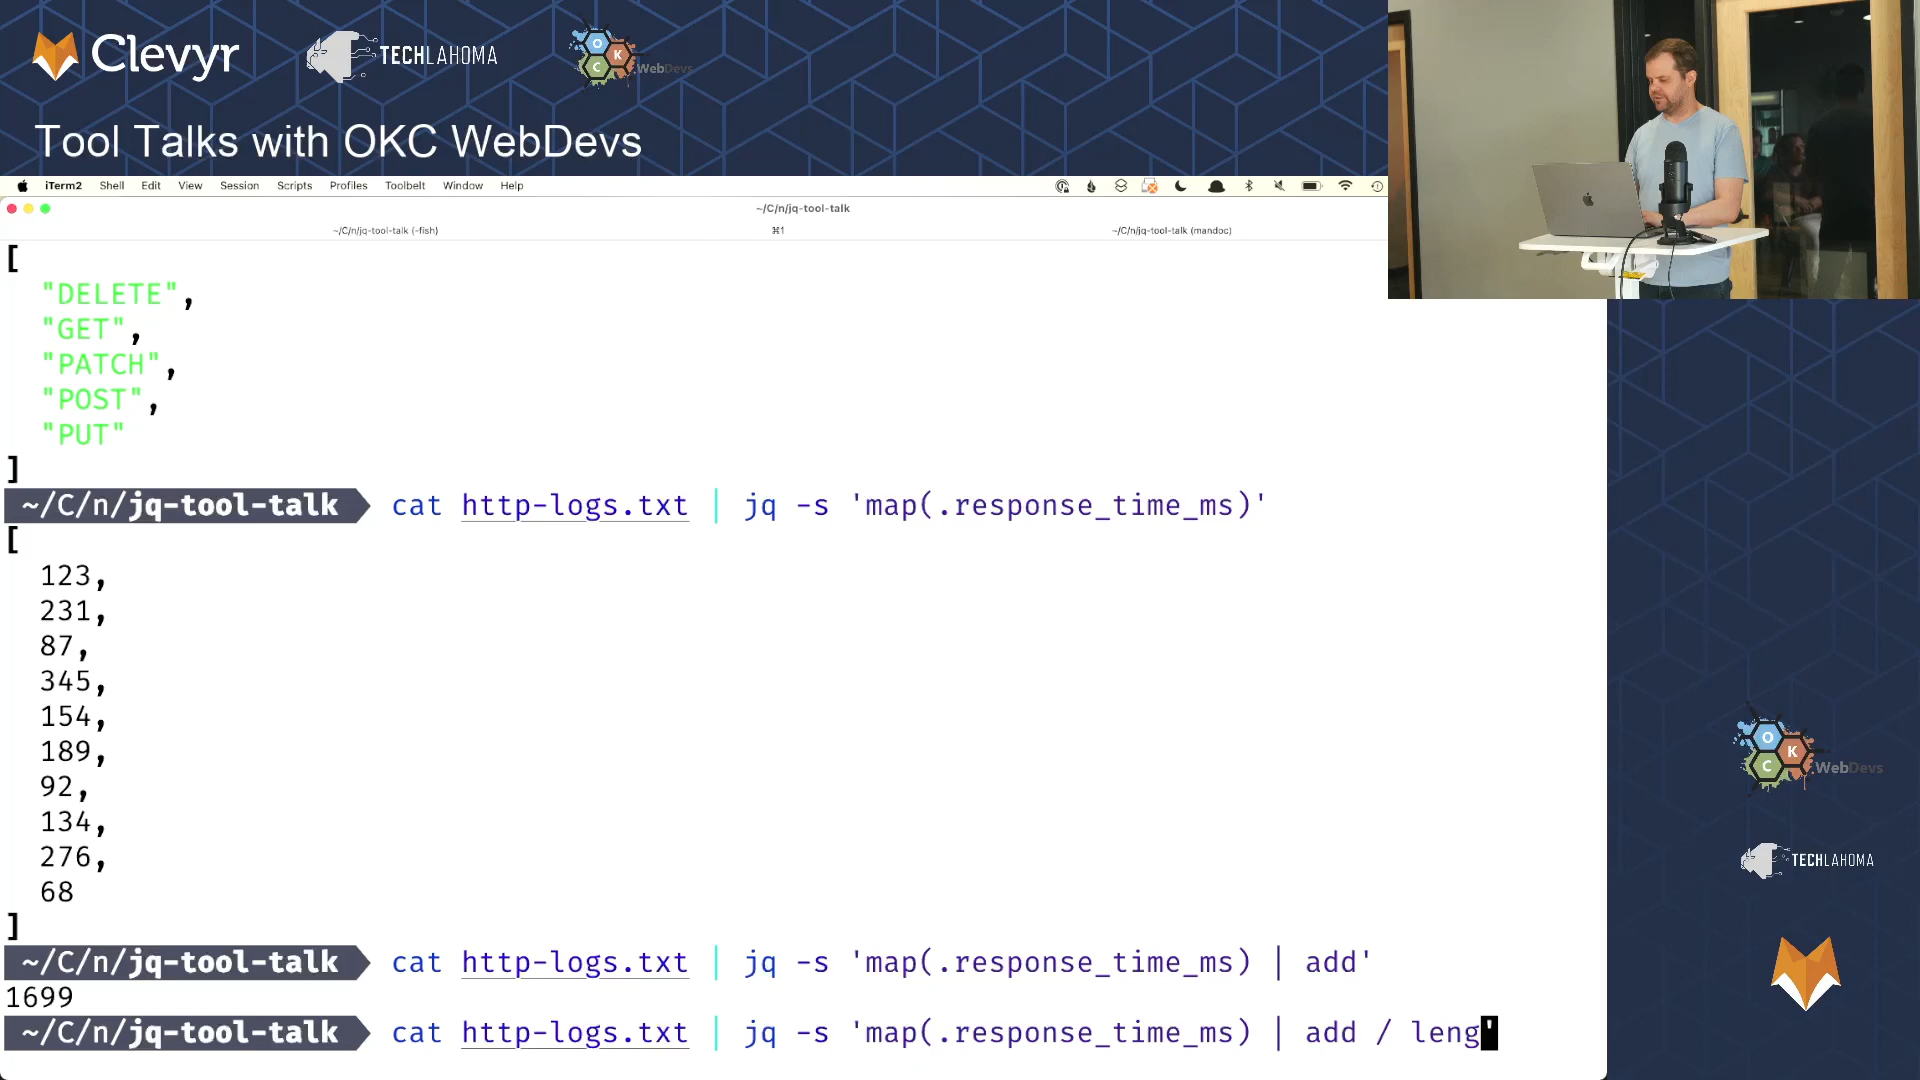 Clevyr
TECHLAHOMA
O
K
C
WebDevs
Tool Talks with OKC WebDevs
iTerm2 Shell Edit View Session Scripts Profiles Toolbelt Window Help
~/C/n/jq-tool-talk
~/C/n/jq-tool-talk (-fish) ⌘1 ~/C/n/jq-tool-talk (mandoc)
[
"DELETE",
"GET",
"PATCH",
"POST",
"PUT"
]
~/C/n/jq-tool-talk cat http-logs.txt | jq -s 'map(.response_time_ms)'
[
123,
231,
87,
345,
154,
189,
92,
134,
276,
68
]
~/C/n/jq-tool-talk cat http-logs.txt | jq -s 'map(.response_time_ms) | add'
1699
~/C/n/jq-tool-talk cat http-logs.txt | jq -s 'map(.response_time_ms) | add / leng'
O
K
C
WebDevs
TECHLAHOMA